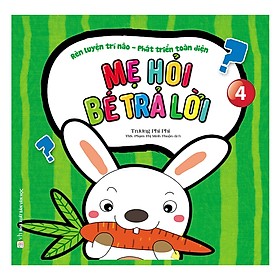 Rèn luyện trí não - Phát triển toàn diện
MẸ HỎI
BÉ TRẢ LỜI
4
?
?
Trương Phi Phi